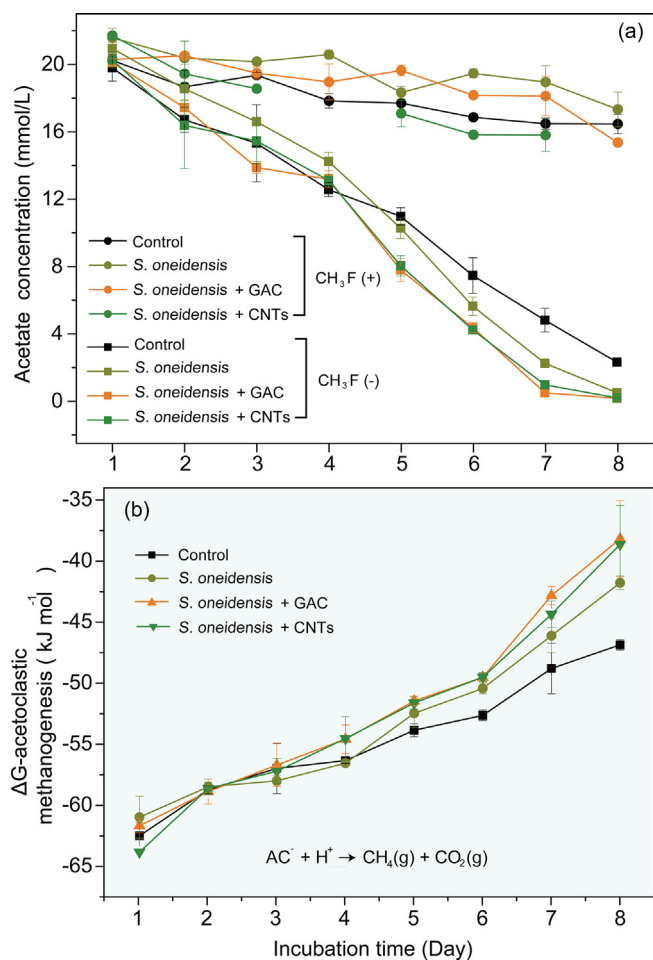 (a)
Acetate concentration (mmol/L)
20
16
12
8
4
0
Control
S. oneidensis
S. oneidensis + GAC
S. oneidensis + CNTs
CH₃F (+)
Control
S. oneidensis
S. oneidensis + GAC
S. oneidensis + CNTs
CH₃F (-)
1 2 3 4 5 6 7 8
(b)
ΔG-acetoclastic
methanogenesis ( kJ mol⁻¹ )
-35
-40
-45
-50
-55
-60
-65
Control
S. oneidensis
S. oneidensis + GAC
S. oneidensis + CNTs
AC⁻ + H⁺ → CH₄(g) + CO₂(g)
1 2 3 4 5 6 7 8
Incubation time (Day)